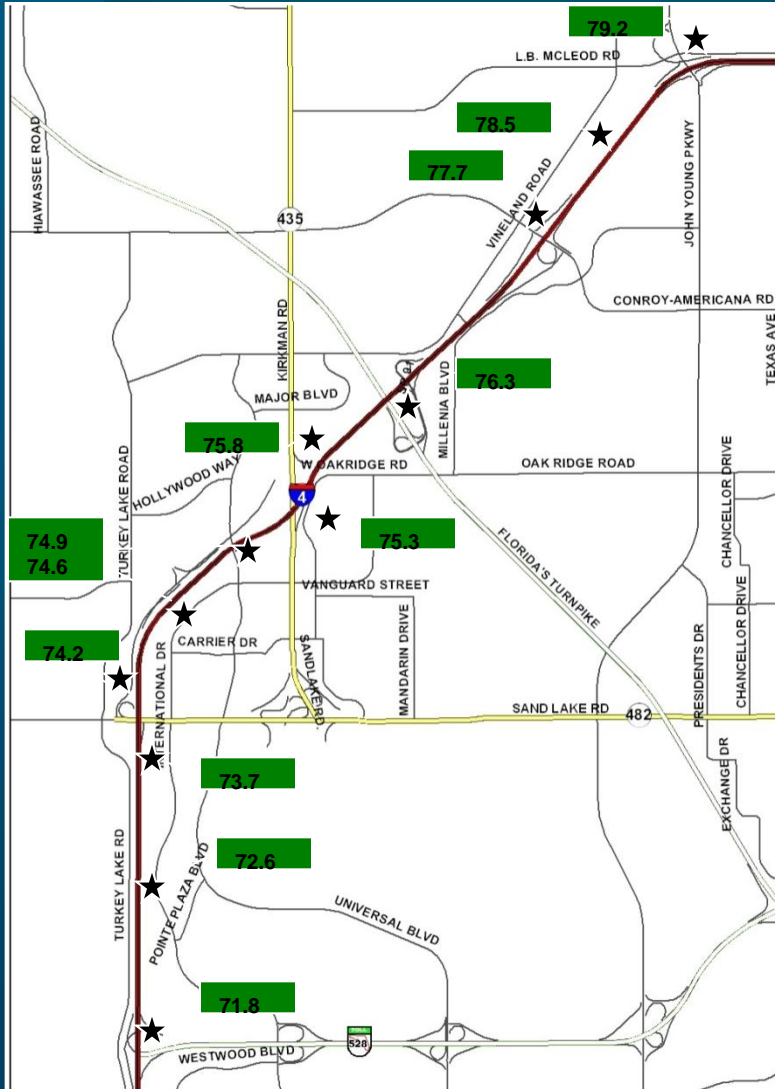 79.2
L.B. MCLEOD RD
78.5
HIAWASSEE ROAD
JOHN YOUNG PKWY
77.7
VINELAND ROAD
435
CONROY-AMERICANA RD
KIRKMAN RD
TEXAS AVE
76.3
MAJOR BLVD
MILLENIA BLVD
75.8
W OAKRIDGE RD
OAK RIDGE ROAD
HOLLYWOOD WAY
4
TURKEY LAKE ROAD
CHANCELLOR DRIVE
74.9
74.6
75.3
FLORIDA'S TURNPIKE
VANGUARD STREET
CARRIER DR
74.2
INTERNATIONAL DR
SANDLAKE RD.
MANDARIN DRIVE
PRESIDENTS DR
CHANCELLOR DRIVE
SAND LAKE RD
482
73.7
EXCHANGE DR
TURKEY LAKE RD
72.6
POINTE PLAZA BLVD
UNIVERSAL BLVD
71.8
TOLL
528
WESTWOOD BLVD